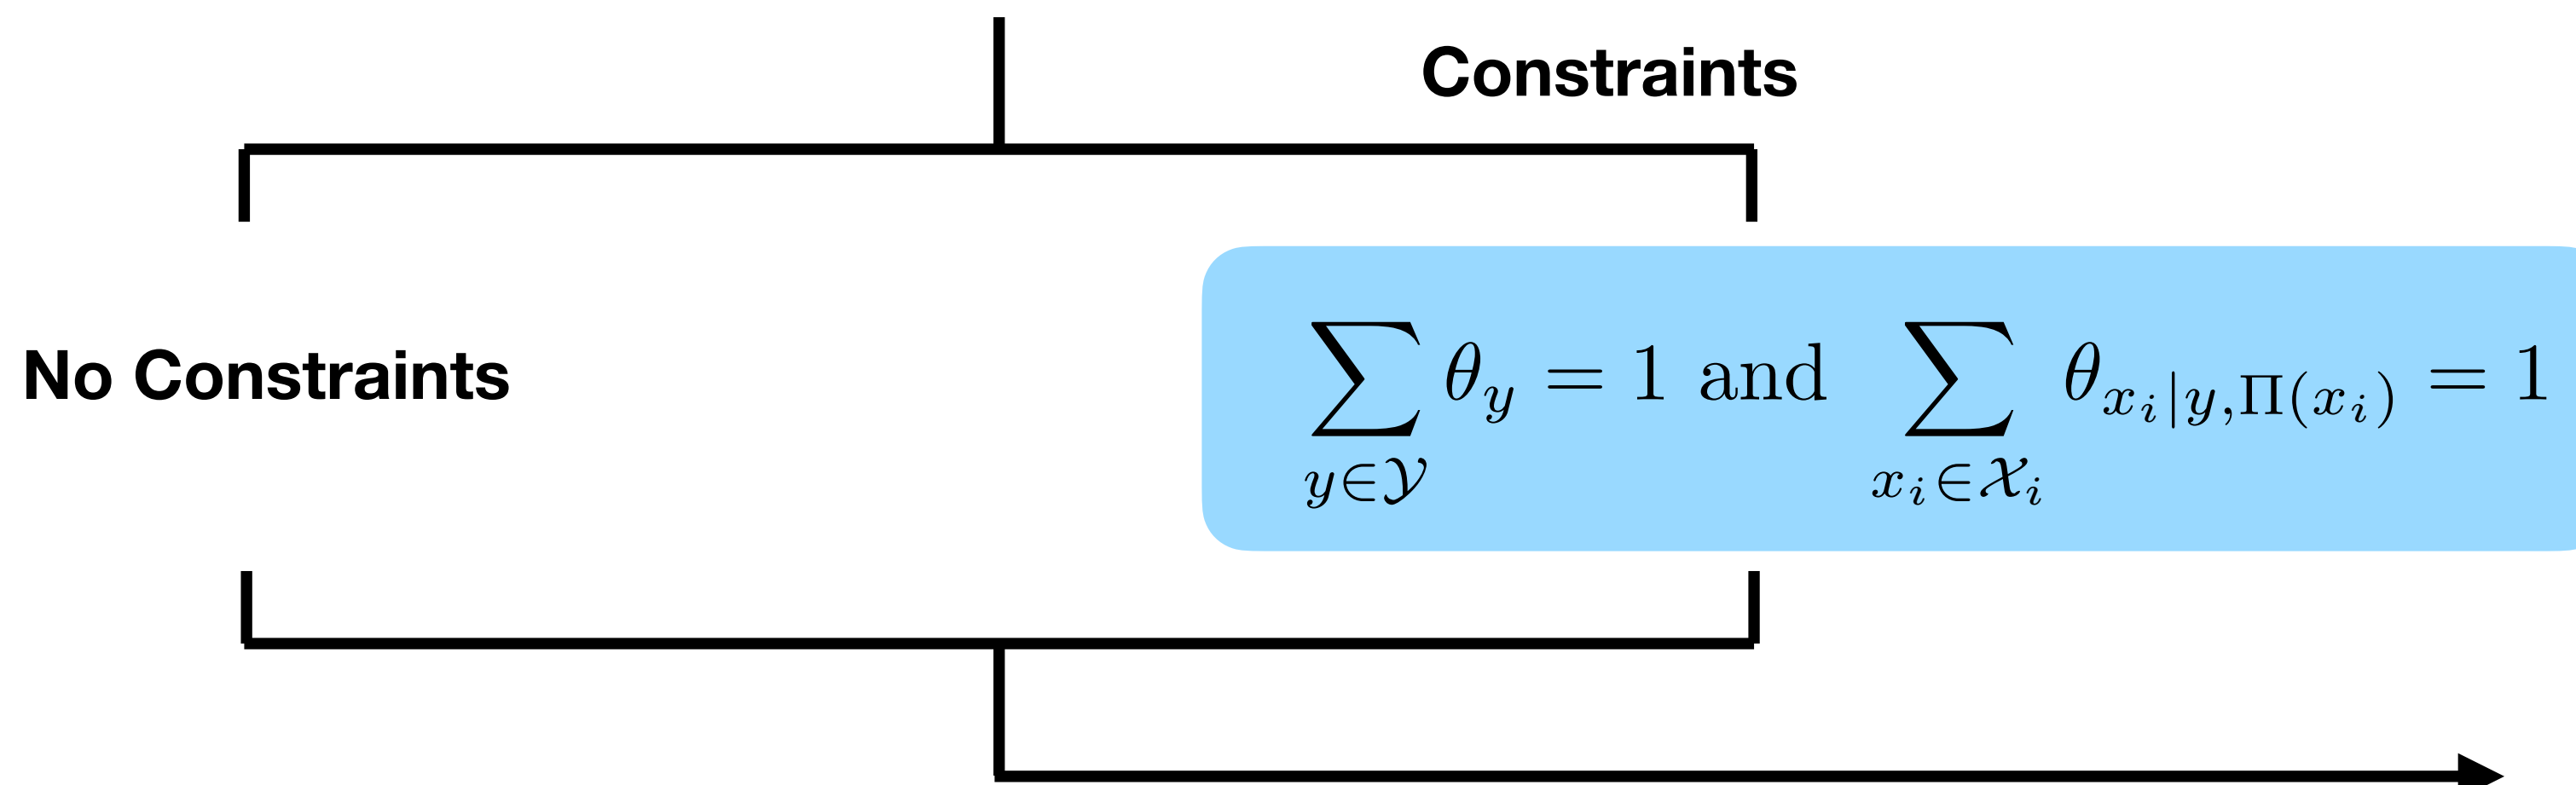 Constraints
No Constraints
∑_{y∈𝒴} θ_y = 1 and ∑_{x_i∈𝒳_i} θ_{x_i|y,Π(x_i)} = 1